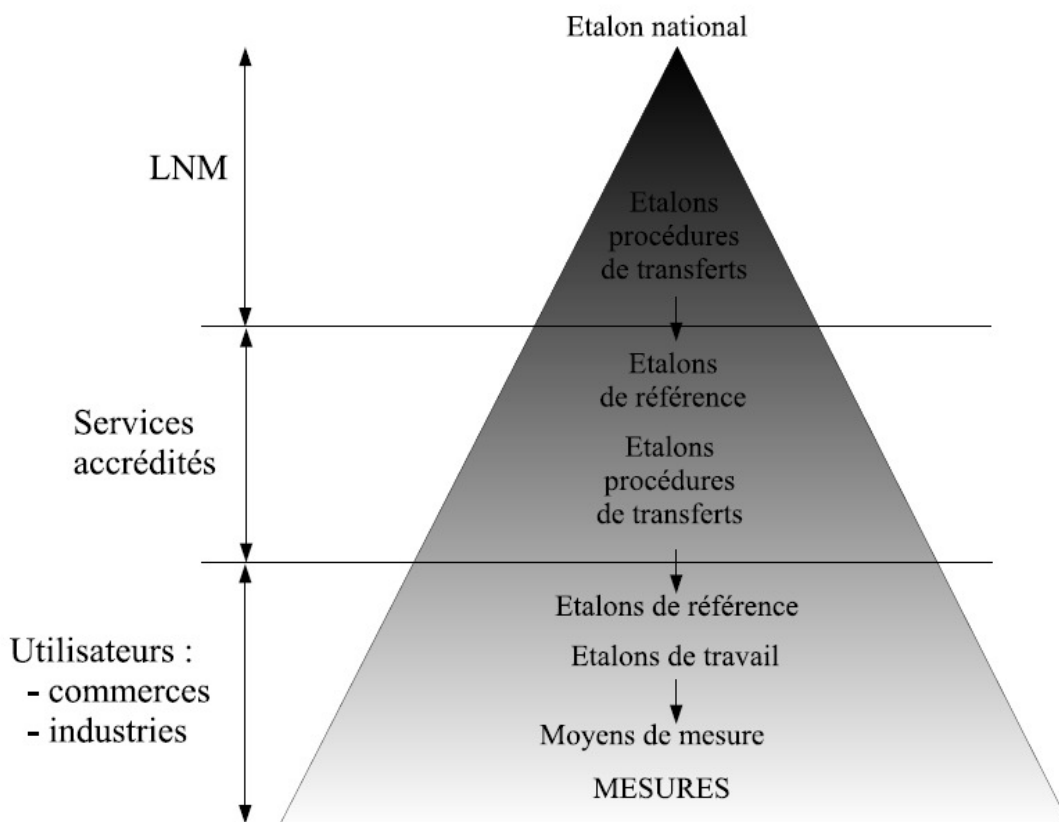 Etalon national
LNM
Etalons
procédures
de transferts
Etalons
de référence
Services
accrédités
Etalons
procédures
de transferts
Etalons de référence
Utilisateurs :
- commerces
- industries
Etalons de travail
Moyens de mesure
MESURES